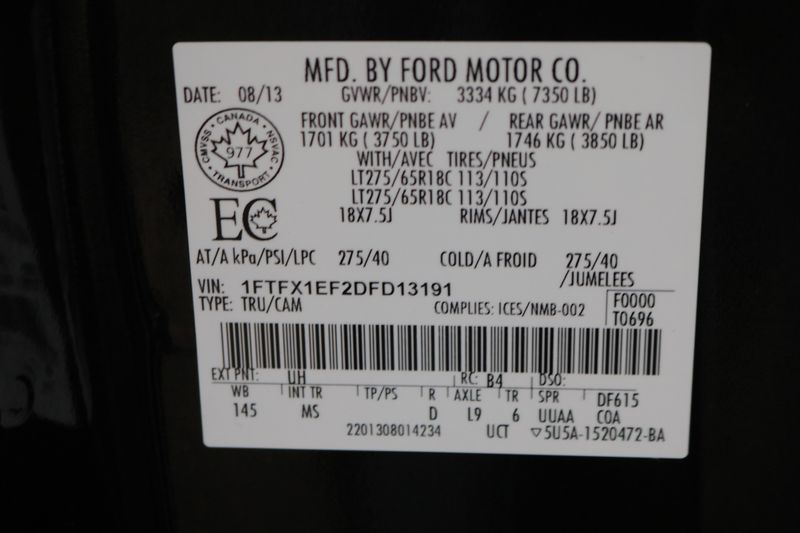 MFD. BY FORD MOTOR CO.
DATE: 08/13 GVWR/PNBV: 3334 KG ( 7350 LB)
FRONT GAWR/PNBE AV / REAR GAWR/ PNBE AR
1701 KG ( 3750 LB) 1746 KG ( 3850 LB)
CMVSS • CANADA • NSVAC
977
• TRANSPORT •
WITH/AVEC TIRES/PNEUS
LT275/65R18C 113/110S
LT275/65R18C 113/110S
EC
18X7.5J RIMS/JANTES 18X7.5J
AT/A kPa/PSI/LPC 275/40 COLD/A FROID 275/40
/JUMELEES
VIN: 1FTFX1EF2DFD13191
TYPE: TRU/CAM COMPLIES: ICES/NMB-002
F0000
T0696
EXT PNT: UH RC: B4 DSO:
WB INT TR TP/PS R AXLE TR SPR DF615
145 MS D L9 6 UUAA COA
2201308014234 UCT ▽5U5A-1520472-BA